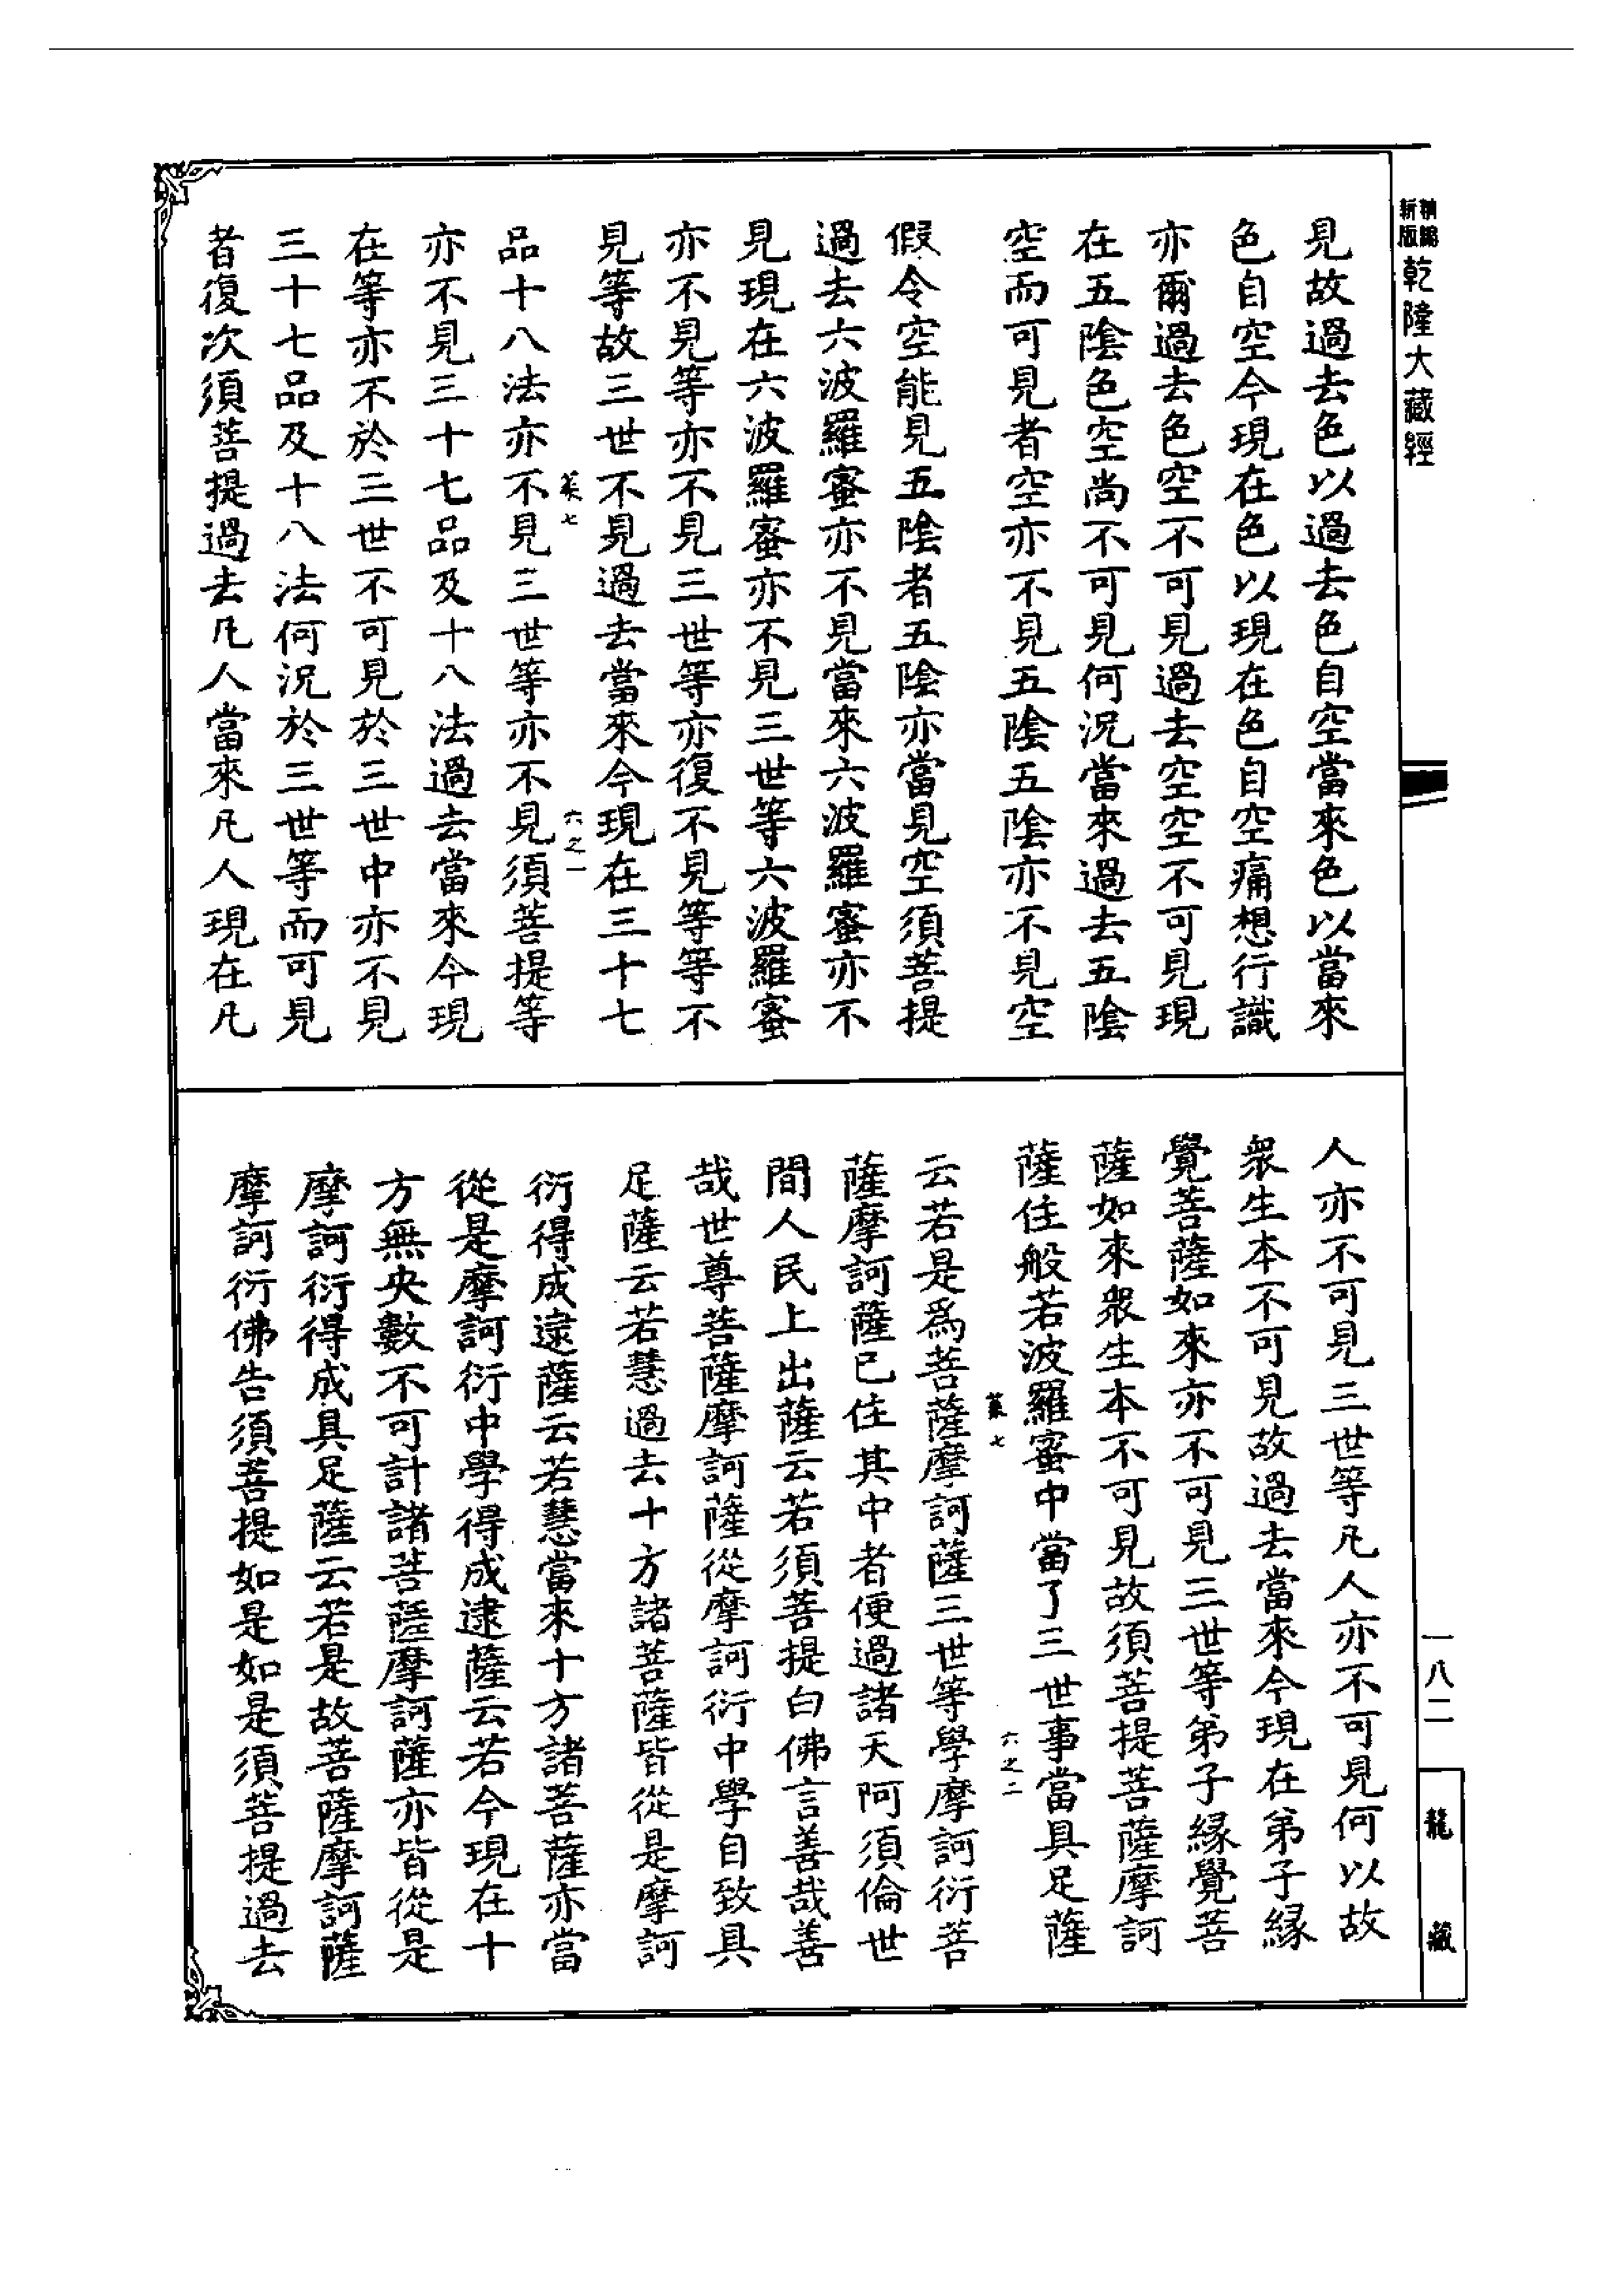 新編
新版
乾隆大藏經
見故過去色以過去色自空當來色以當來
色自空今現在色以現在色自空痛想行識
亦爾過去色空不可見過去空空不可見現
在五陰色空尚不可見何況當來過去五陰
空而可見者空亦不見五陰五陰亦不見空
假令空能見五陰者五陰亦當見空須菩提
過去六波羅蜜亦不見當來六波羅蜜亦不
見現在六波羅蜜亦不見三世等六波羅蜜
亦不見等亦不見三世等亦復不見等等不
見等故三世不見過去當來今現在三十七
菜七
六之一
品十八法亦不見三世等亦不見須菩提等
亦不見三十七品及十八法過去當來今現
在等亦不於三世不可見於三世中亦不見
三十七品及十八法何況於三世等而可見
者復次須菩提過去凡人當來凡人現在凡
人亦不可見三世等凡人亦不可見何以故
眾生本不可見故過去當來今現在弟子緣
覺菩薩如來亦不可見三世等弟子緣覺菩
薩如來眾生本不可見故須菩提菩薩摩訶
薩住般若波羅蜜中當了三世事當具足薩
菜七
六之二
云若是為菩薩摩訶薩三世等學摩訶衍菩
薩摩訶薩已住其中者便過諸天阿須倫世
間人民上出薩云若須菩提白佛言善哉善
哉世尊菩薩摩訶薩從摩訶衍中學自致具
足薩云若慧過去十方諸菩薩皆從是摩訶
衍得成逮薩云若慧當來十方諸菩薩亦當
從是摩訶衍中學得成逮薩云若今現在十
方無央數不可計諸菩薩摩訶薩亦皆從是
摩訶衍得成具足薩云若是故菩薩摩訶薩
摩訶衍佛告須菩提如是如是須菩提過去
一八二
龍藏